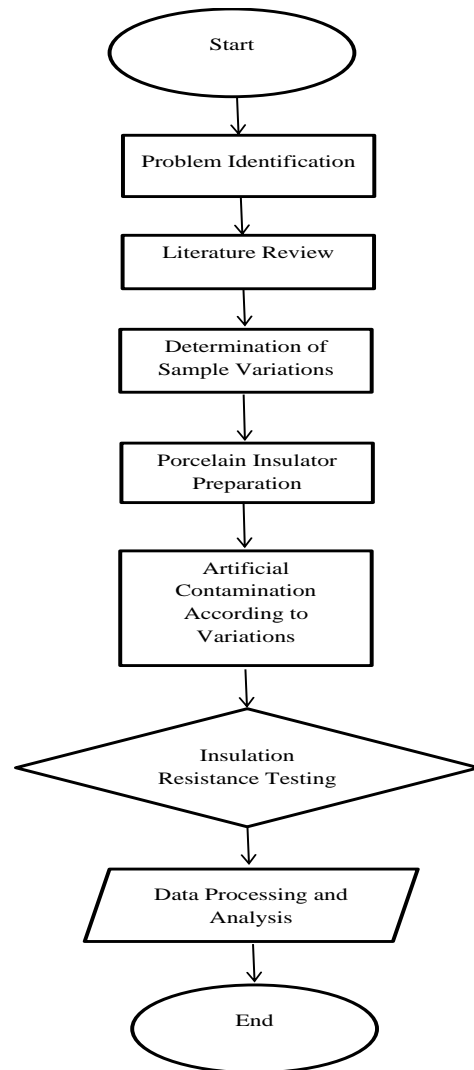 Start
Problem Identification
Literature Review
Determination of
Sample Variations
Porcelain Insulator
Preparation
Artificial
Contamination
According to
Variations
Insulation
Resistance Testing
Data Processing and
Analysis
End